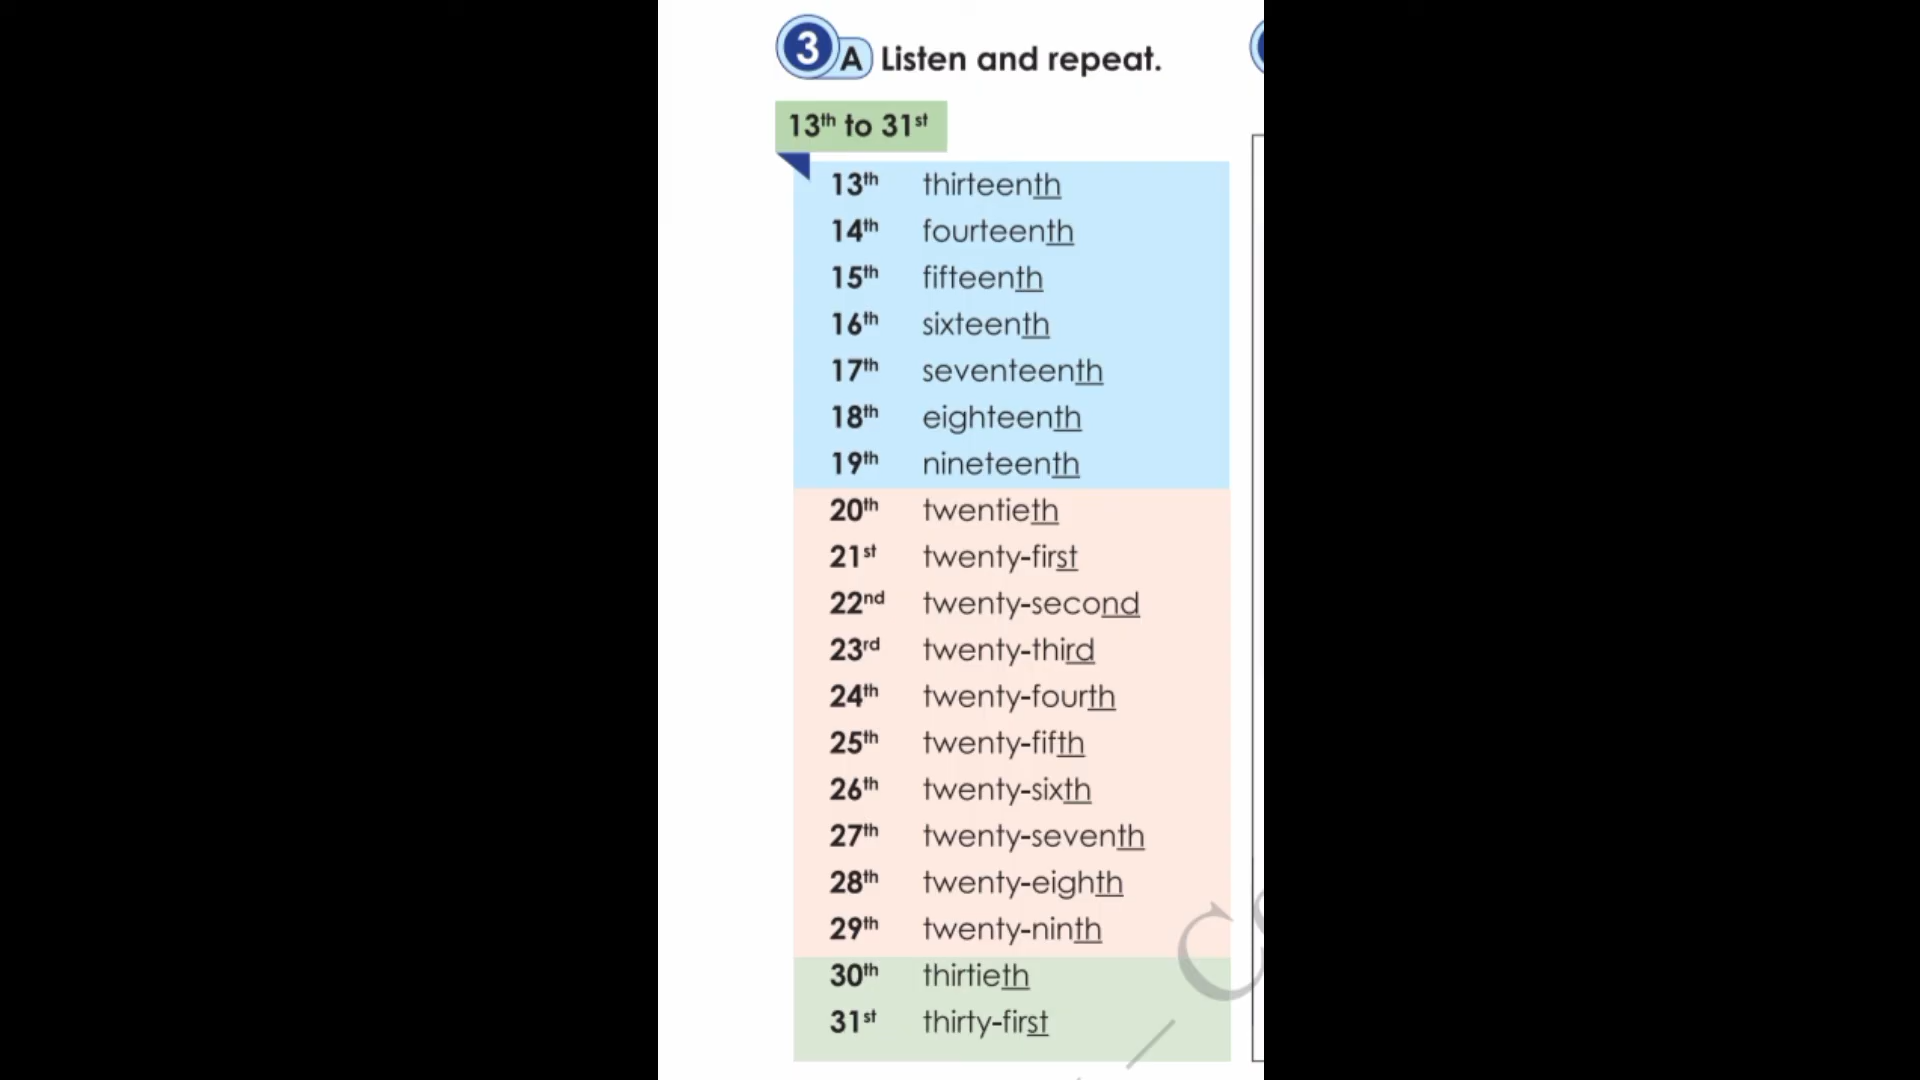 3 A Listen and repeat.
13th to 31st
13th thirteenth
14th fourteenth
15th fifteenth
16th sixteenth
17th seventeenth
18th eighteenth
19th nineteenth
20th twentieth
21st twenty-first
22nd twenty-second
23rd twenty-third
24th twenty-fourth
25th twenty-fifth
26th twenty-sixth
27th twenty-seventh
28th twenty-eighth
29th twenty-ninth
30th thirtieth
31st thirty-first